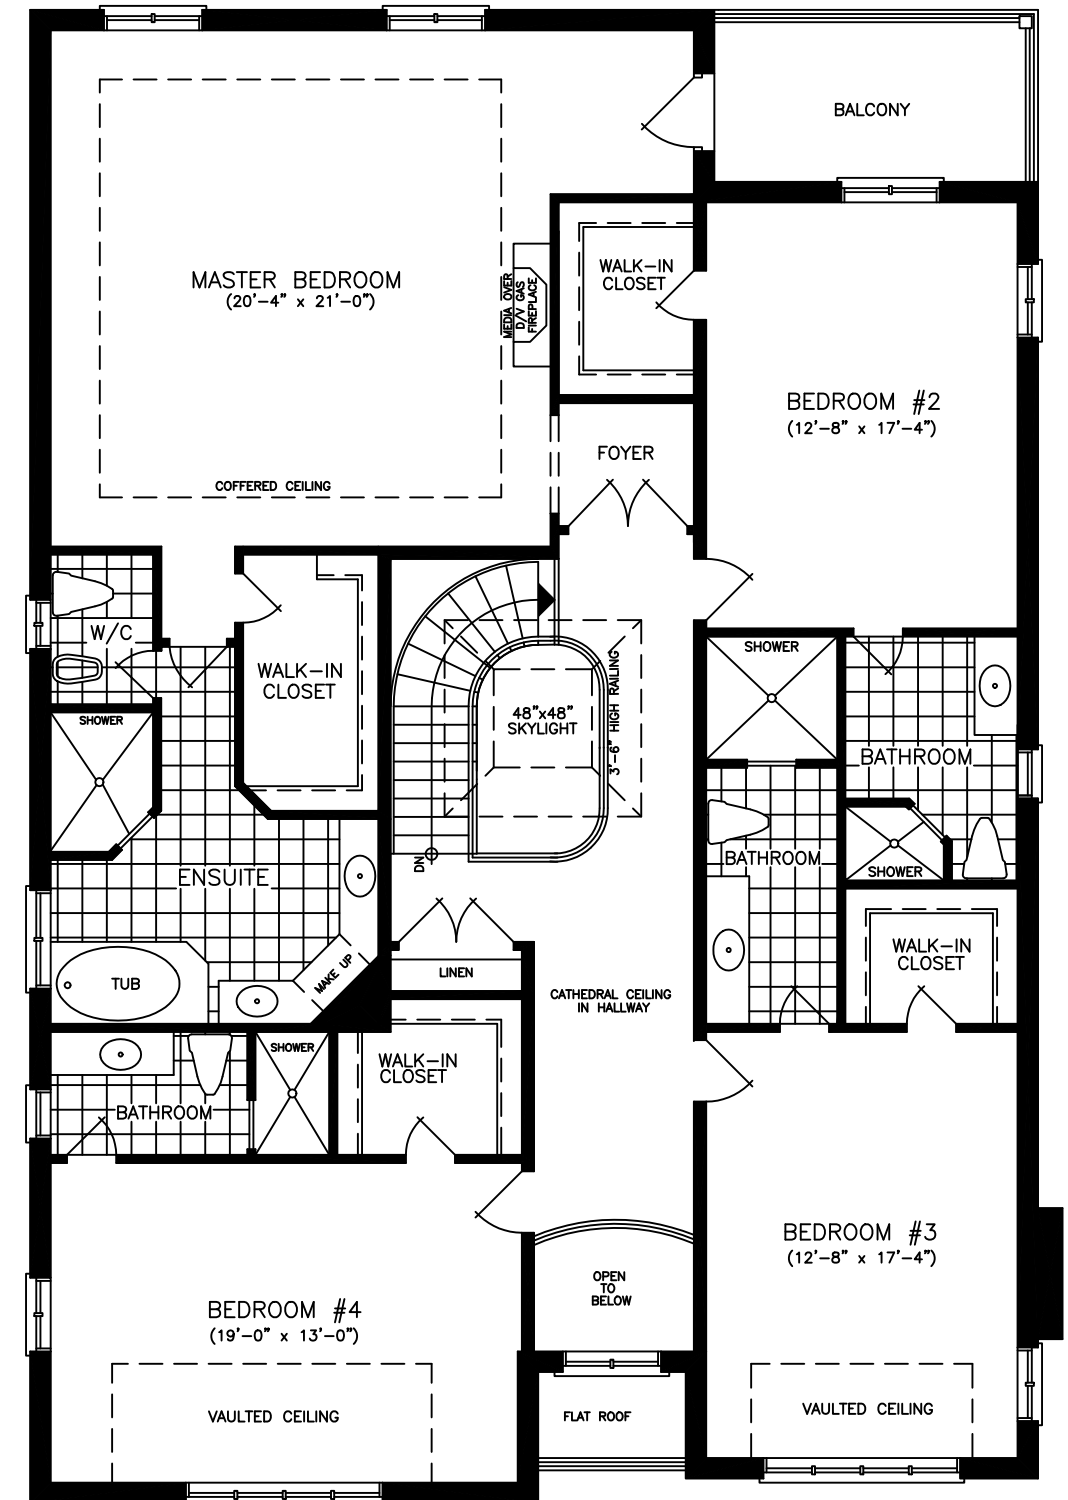 BALCONY
MASTER BEDROOM
(20'-4" x 21'-0")
MEDIA OVER
D/V GAS
FIREPLACE
WALK-IN
CLOSET
BEDROOM #2
(12'-8" x 17'-4")
FOYER
COFFERED CEILING
W/C
WALK-IN
CLOSET
SHOWER
48"x48"
SKYLIGHT
3'-6" HIGH RAILING
SHOWER
BATHROOM
DN
ENSUITE
BATHROOM
SHOWER
TUB
MAKE UP
LINEN
WALK-IN
CLOSET
CATHEDRAL CEILING
IN HALLWAY
SHOWER
WALK-IN
CLOSET
BATHROOM
BEDROOM #3
(12'-8" x 17'-4")
OPEN
TO
BELOW
BEDROOM #4
(19'-0" x 13'-0")
VAULTED CEILING
FLAT ROOF
VAULTED CEILING